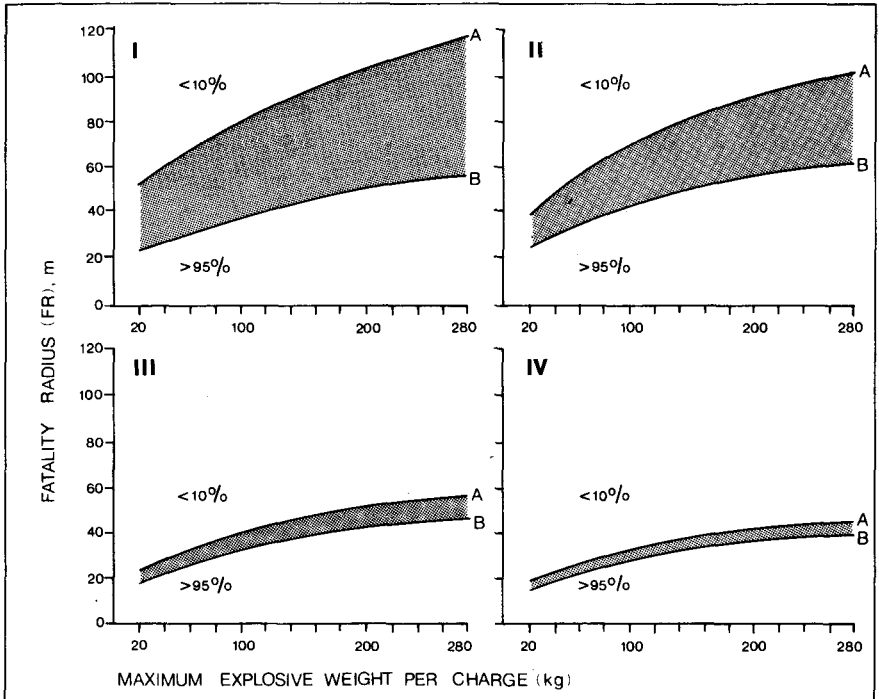 120
I
A
II
100
<10%
<10%
A
80
60
B
B
40
20
>95%
>95%
0
20 100 200 280
20 100 200 280
120
III
IV
100
80
60
<10%
A
<10%
B
A
40
B
20
>95%
>95%
0
20 100 200 280
20 100 200 280
FATALITY RADIUS (FR), m
MAXIMUM EXPLOSIVE WEIGHT PER CHARGE (kg)